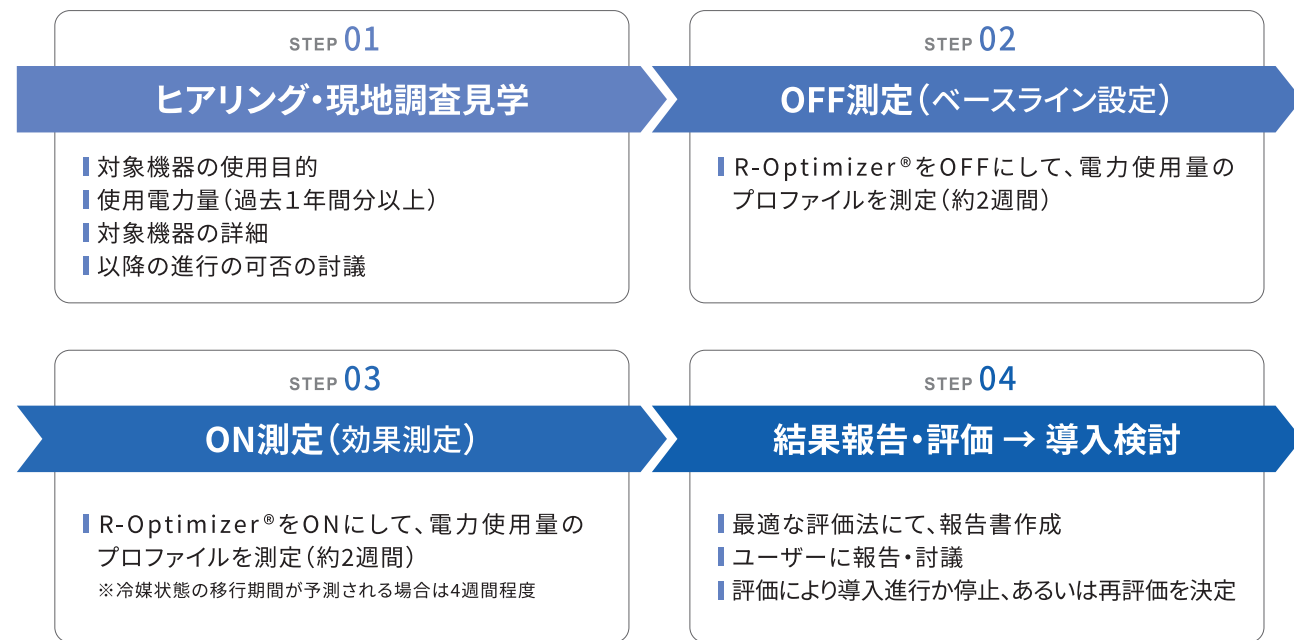 STEP 01
ヒアリング・現地調査見学
対象機器の使用目的
使用電力量（過去１年間分以上）
対象機器の詳細
以降の進行の可否の討議
STEP 02
OFF測定（ベースライン設定）
R-Optimizer®をOFFにして、電力使用量の
プロファイルを測定（約2週間）
STEP 03
ON測定（効果測定）
R-Optimizer®をONにして、電力使用量の
プロファイルを測定（約2週間）
※冷媒状態の移行期間が予測される場合は4週間程度
STEP 04
結果報告・評価 → 導入検討
最適な評価法にて、報告書作成
ユーザーに報告・討議
評価により導入進行か停止、あるいは再評価を決定